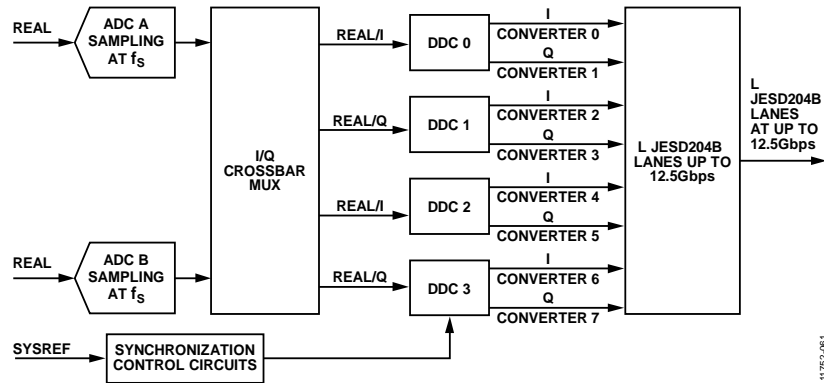 REAL
ADC A
SAMPLING
AT fS
I/Q
CROSSBAR
MUX
REAL/I
DDC 0
I
CONVERTER 0
Q
CONVERTER 1
REAL/Q
DDC 1
I
CONVERTER 2
Q
CONVERTER 3
REAL/I
DDC 2
I
CONVERTER 4
Q
CONVERTER 5
REAL/Q
DDC 3
I
CONVERTER 6
Q
CONVERTER 7
L JESD204B
LANES UP TO
12.5Gbps
L
JESD204B
LANES
AT UP TO
12.5Gbps
REAL
ADC B
SAMPLING
AT fS
SYSREF
SYNCHRONIZATION
CONTROL CIRCUITS
11752-061